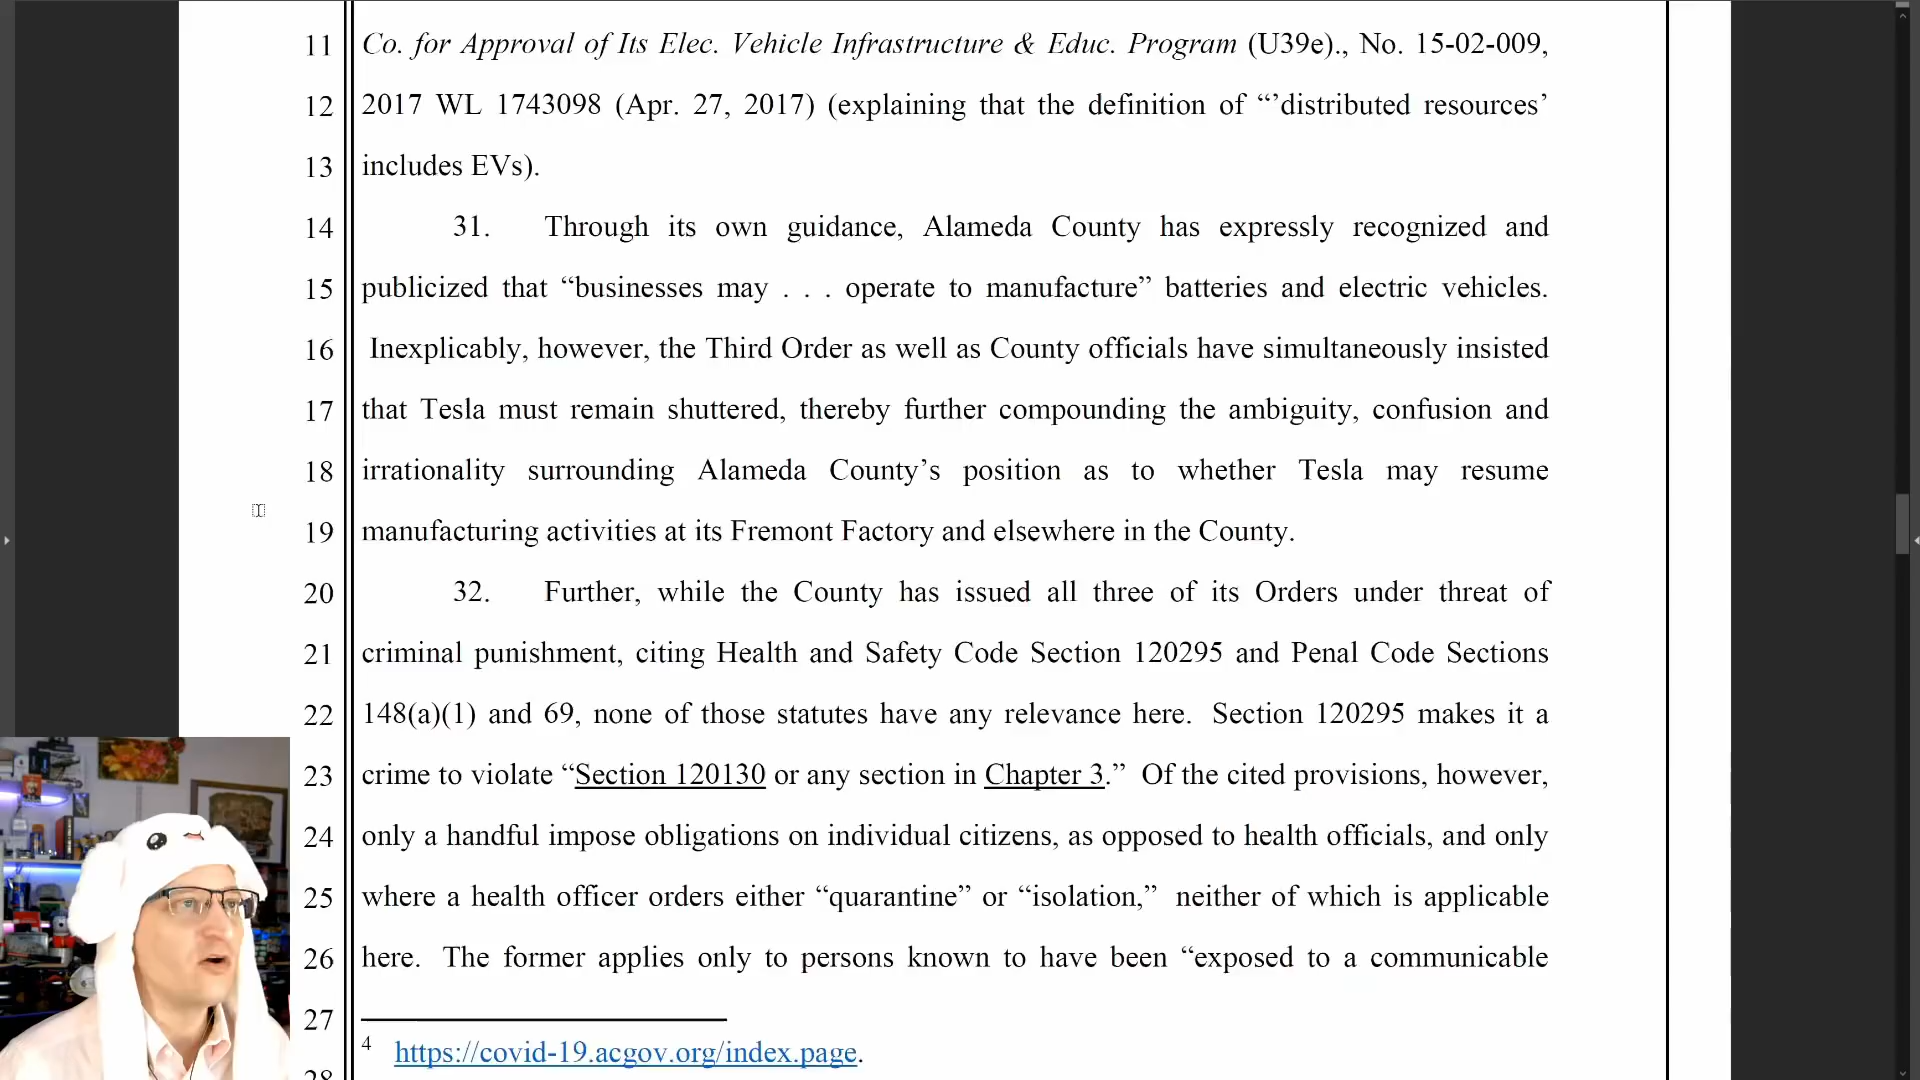 11 Co. for Approval of Its Elec. Vehicle Infrastructure & Educ. Program (U39e)., No. 15-02-009,
12 2017 WL 1743098 (Apr. 27, 2017) (explaining that the definition of “’distributed resources’
13 includes EVs).
14 31. Through its own guidance, Alameda County has expressly recognized and
15 publicized that “businesses may . . . operate to manufacture” batteries and electric vehicles.
16 Inexplicably, however, the Third Order as well as County officials have simultaneously insisted
17 that Tesla must remain shuttered, thereby further compounding the ambiguity, confusion and
18 irrationality surrounding Alameda County’s position as to whether Tesla may resume
19 manufacturing activities at its Fremont Factory and elsewhere in the County.
20 32. Further, while the County has issued all three of its Orders under threat of
21 criminal punishment, citing Health and Safety Code Section 120295 and Penal Code Sections
22 148(a)(1) and 69, none of those statutes have any relevance here. Section 120295 makes it a
23 crime to violate “Section 120130 or any section in Chapter 3.” Of the cited provisions, however,
24 only a handful impose obligations on individual citizens, as opposed to health officials, and only
25 where a health officer orders either “quarantine” or “isolation,” neither of which is applicable
26 here. The former applies only to persons known to have been “exposed to a communicable
27
4 https://covid-19.acgov.org/index.page.
28